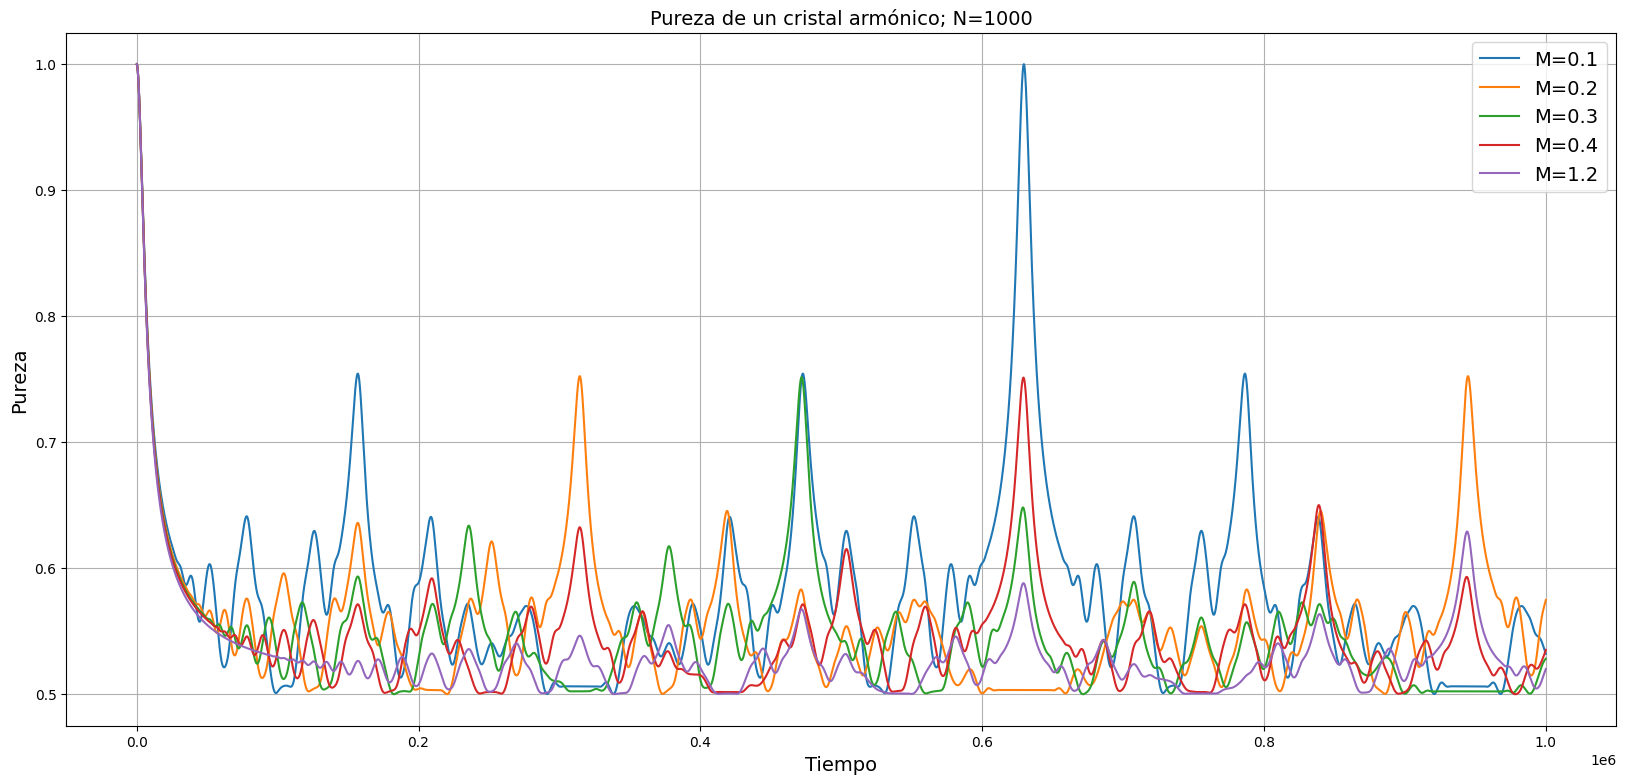 Pureza de un cristal armónico; N=1000
M=0.1
M=0.2
M=0.3
M=0.4
M=1.2
Pureza
1.0
0.9
0.8
0.7
0.6
0.5
0.0
0.2
0.4
0.6
0.8
1.0
1e6
Tiempo